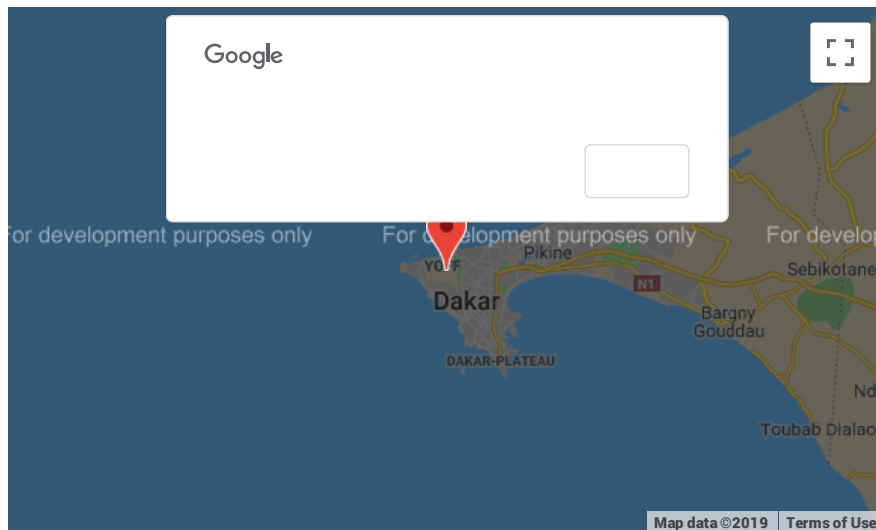 Google
For development purposes only
For development purposes only
For develop
YOFF
Pikine
Sebikotane
N1
Dakar
Bargny
Gouddau
DAKAR-PLATEAU
Nd
Toubab Dialao
Map data ©2019
Terms of Use